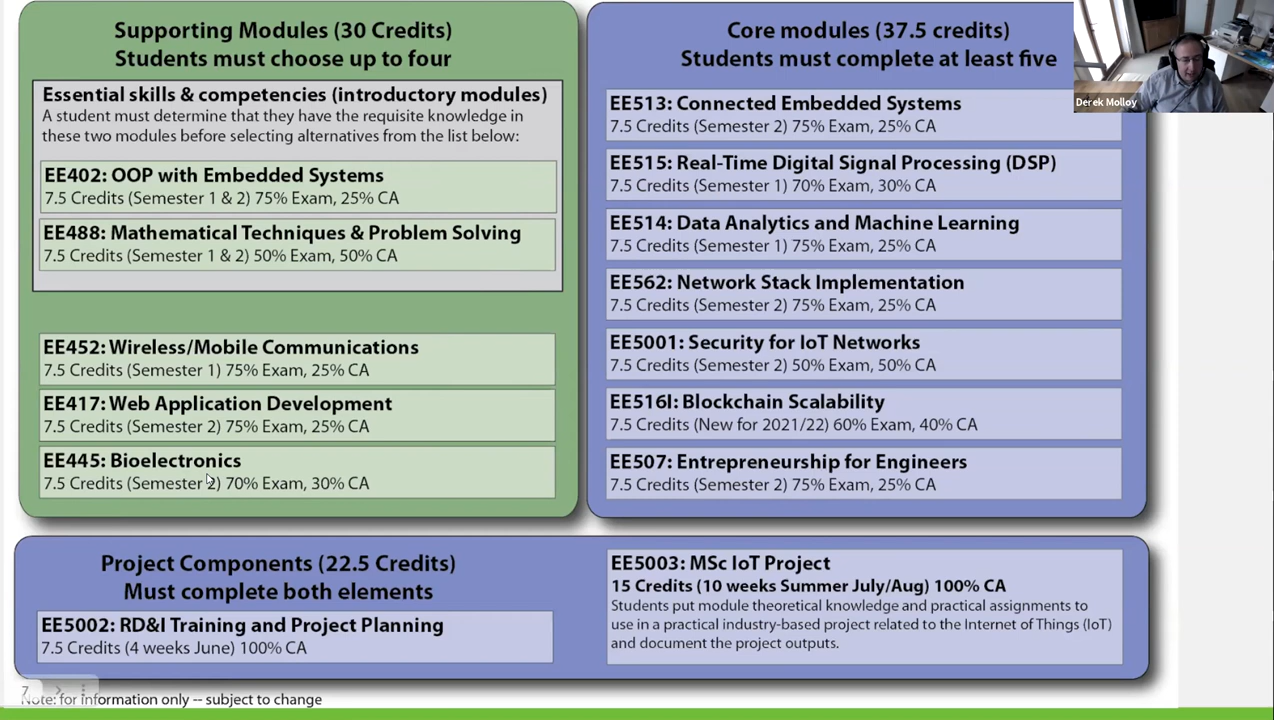 Supporting Modules (30 Credits)
Students must choose up to four
Essential skills & competencies (introductory modules)
A student must determine that they have the requisite knowledge in
these two modules before selecting alternatives from the list below:
EE402: OOP with Embedded Systems
7.5 Credits (Semester 1 & 2) 75% Exam, 25% CA
EE488: Mathematical Techniques & Problem Solving
7.5 Credits (Semester 1 & 2) 50% Exam, 50% CA
EE452: Wireless/Mobile Communications
7.5 Credits (Semester 1) 75% Exam, 25% CA
EE417: Web Application Development
7.5 Credits (Semester 2) 75% Exam, 25% CA
EE445: Bioelectronics
7.5 Credits (Semester 2) 70% Exam, 30% CA
Core modules (37.5 credits)
Students must complete at least five
EE513: Connected Embedded Systems
7.5 Credits (Semester 2) 75% Exam, 25% CA
EE515: Real-Time Digital Signal Processing (DSP)
7.5 Credits (Semester 1) 70% Exam, 30% CA
EE514: Data Analytics and Machine Learning
7.5 Credits (Semester 1) 75% Exam, 25% CA
EE562: Network Stack Implementation
7.5 Credits (Semester 2) 75% Exam, 25% CA
EE5001: Security for IoT Networks
7.5 Credits (Semester 2) 50% Exam, 50% CA
EE516I: Blockchain Scalability
7.5 Credits (New for 2021/22) 60% Exam, 40% CA
EE507: Entrepreneurship for Engineers
7.5 Credits (Semester 2) 75% Exam, 25% CA
Derek Molloy
Project Components (22.5 Credits)
Must complete both elements
EE5002: RD&I Training and Project Planning
7.5 Credits (4 weeks June) 100% CA
EE5003: MSc IoT Project
15 Credits (10 weeks Summer July/Aug) 100% CA
Students put module theoretical knowledge and practical assignments to
use in a practical industry-based project related to the Internet of Things (IoT)
and document the project outputs.
7
Note: for information only -- subject to change